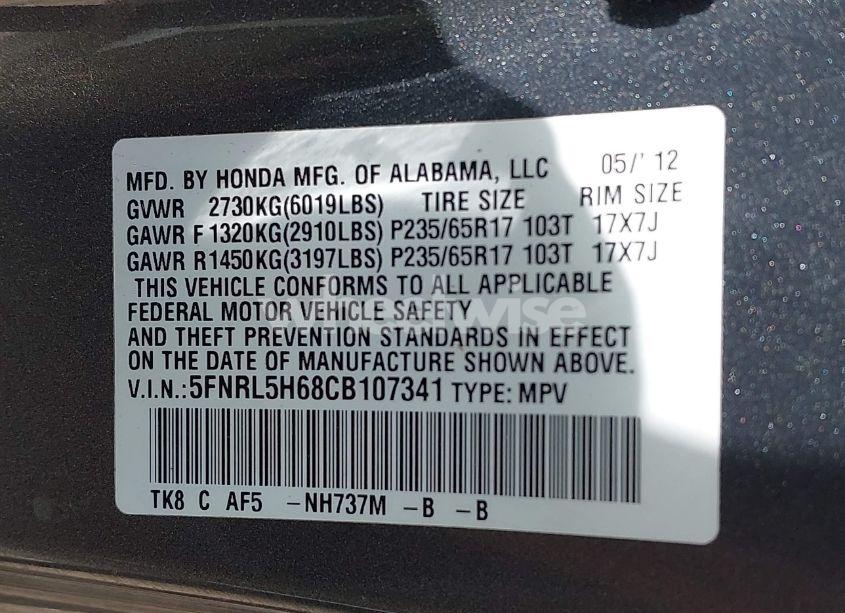 MFD. BY HONDA MFG. OF ALABAMA, LLC 05/' 12
GVWR 2730KG(6019LBS) TIRE SIZE RIM SIZE
GAWR F 1320KG(2910LBS) P235/65R17 103T 17X7J
GAWR R1450KG(3197LBS) P235/65R17 103T 17X7J
THIS VEHICLE CONFORMS TO ALL APPLICABLE
FEDERAL MOTOR VEHICLE SAFETY
AND THEFT PREVENTION STANDARDS IN EFFECT
ON THE DATE OF MANUFACTURE SHOWN ABOVE.
V.I.N.:5FNRL5H68CB107341 TYPE: MPV
TK8 C AF5 -NH737M -B -B
Wheelwise